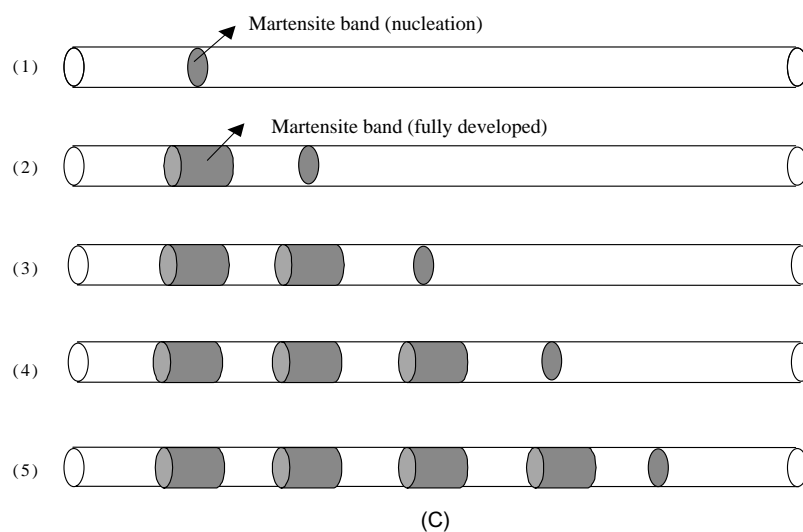 Martensite band (nucleation)
(1)
Martensite band (fully developed)
(2)
(3)
(4)
(5)
(C)